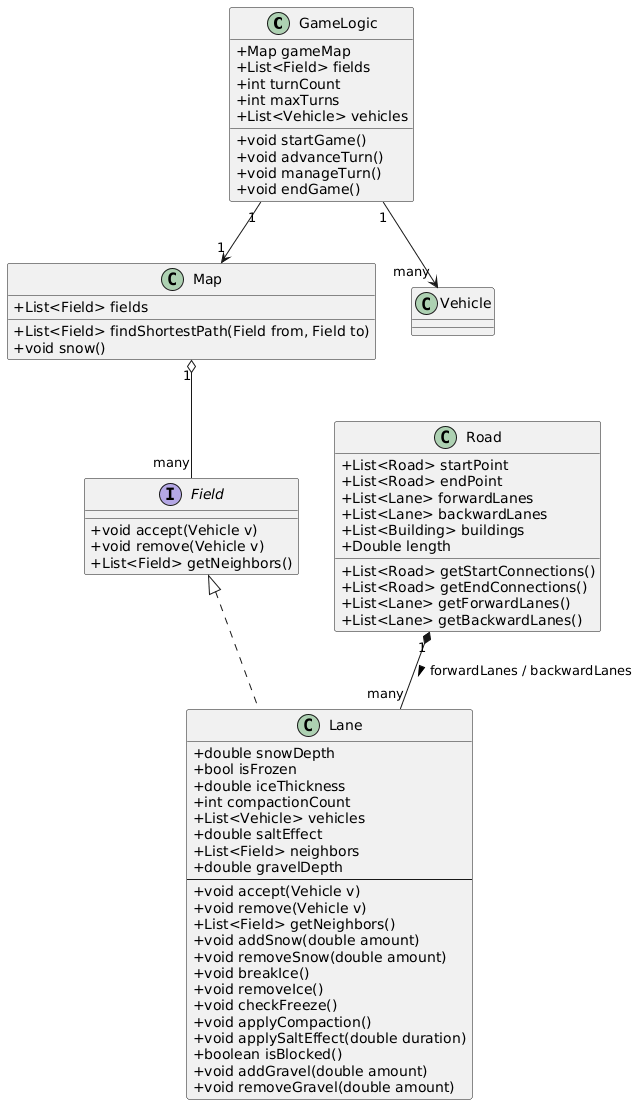 C GameLogic
+Map gameMap
+List<Field> fields
+int turnCount
+int maxTurns
+List<Vehicle> vehicles
+void startGame()
+void advanceTurn()
+void manageTurn()
+void endGame()
1
1
1
many
C Map
+List<Field> fields
+List<Field> findShortestPath(Field from, Field to)
+void snow()
C Vehicle
1
many
I Field
+void accept(Vehicle v)
+void remove(Vehicle v)
+List<Field> getNeighbors()
C Road
+List<Road> startPoint
+List<Road> endPoint
+List<Lane> forwardLanes
+List<Lane> backwardLanes
+List<Building> buildings
+Double length
+List<Road> getStartConnections()
+List<Road> getEndConnections()
+List<Lane> getForwardLanes()
+List<Lane> getBackwardLanes()
1
forwardLanes / backwardLanes
many
C Lane
+double snowDepth
+bool isFrozen
+double iceThickness
+int compactionCount
+List<Vehicle> vehicles
+double saltEffect
+List<Field> neighbors
+double gravelDepth
+void accept(Vehicle v)
+void remove(Vehicle v)
+List<Field> getNeighbors()
+void addSnow(double amount)
+void removeSnow(double amount)
+void breakIce()
+void removeIce()
+void checkFreeze()
+void applyCompaction()
+void applySaltEffect(double duration)
+boolean isBlocked()
+void addGravel(double amount)
+void removeGravel(double amount)